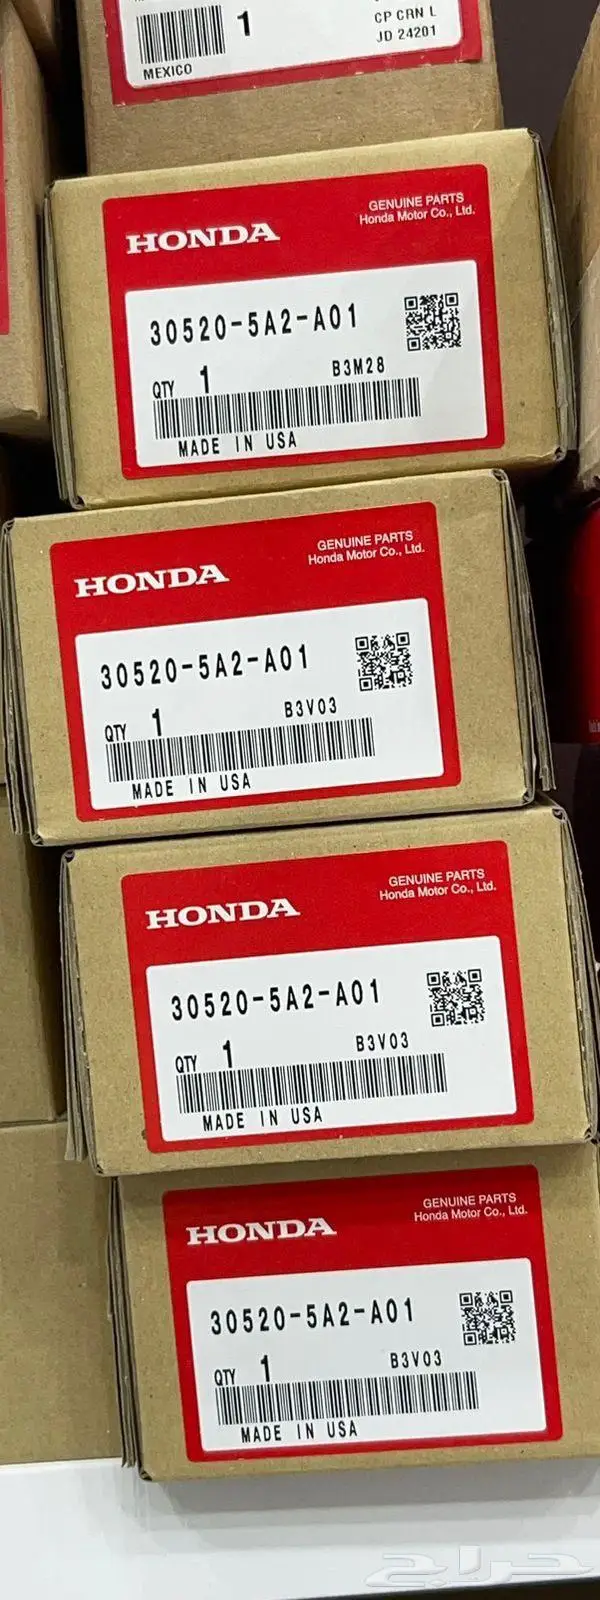 1
CP CRN L
JD 24201
MEXICO
HONDA
GENUINE PARTS
Honda Motor Co., Ltd.
30520-5A2-A01
QTY 1
B3M28
MADE IN USA
HONDA
GENUINE PARTS
Honda Motor Co., Ltd.
30520-5A2-A01
QTY 1
B3V03
MADE IN USA
HONDA
GENUINE PARTS
Honda Motor Co., Ltd.
30520-5A2-A01
QTY 1
B3V03
MADE IN USA
HONDA
GENUINE PARTS
Honda Motor Co., Ltd.
30520-5A2-A01
QTY 1
B3V03
MADE IN USA
حراج